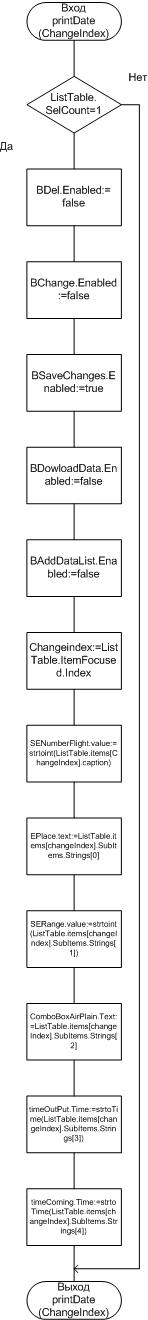 Вход
printDate
(ChangeIndex)
Нет
ListTable.
SelCount=1
Да
BDel.Enabled:=
false
BChange.Enabled
:=false
BSaveChanges.E
nabled:=true
BDowloadData.En
abled:=false
BAddDataList.Ena
bled:=false
Changeindex:=List
Table.ItemFocuse
d.Index
SENumberFlight.value:=
strtoint(ListTable.items[C
hangeIndex].caption)
EPlace.text:=ListTable.it
ems[changeIndex].SubIt
ems.Strings[0]
SERange.value:=strtoint
(ListTable.items[change
Index].SubItems.Strings[
1])
ComboBoxAirPlain.Text:
=ListTable.items[change
Index].SubItems.Strings[
2]
timeOutPut.Time:=strtoTi
me(ListTable.items[chan
geIndex].SubItems.Strin
gs[3])
timeComing.Time:=strto
Time(ListTable.items[ch
angeIndex].SubItems.Str
ings[4])
Выход
printDate
(ChangeIndex)